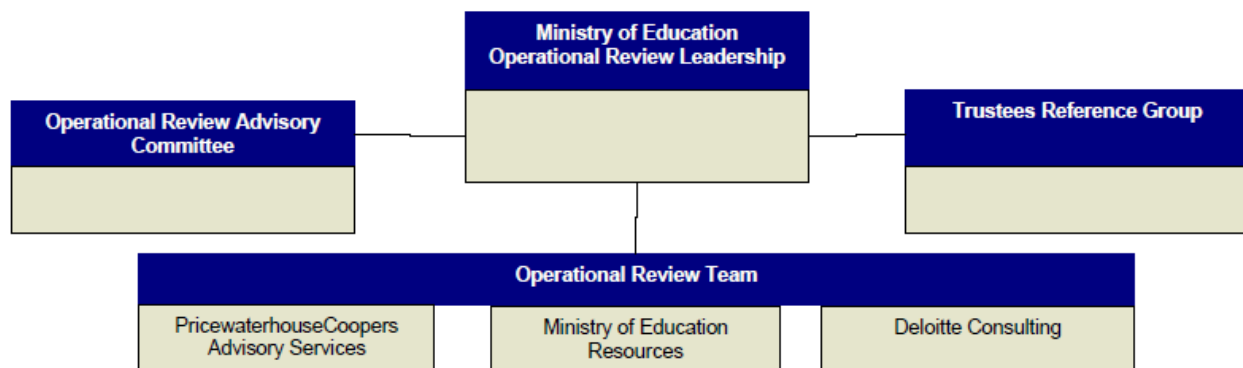 Ministry of Education
Operational Review Leadership
Operational Review Advisory
Committee
Trustees Reference Group
Operational Review Team
PricewaterhouseCoopers
Advisory Services
Ministry of Education
Resources
Deloitte Consulting